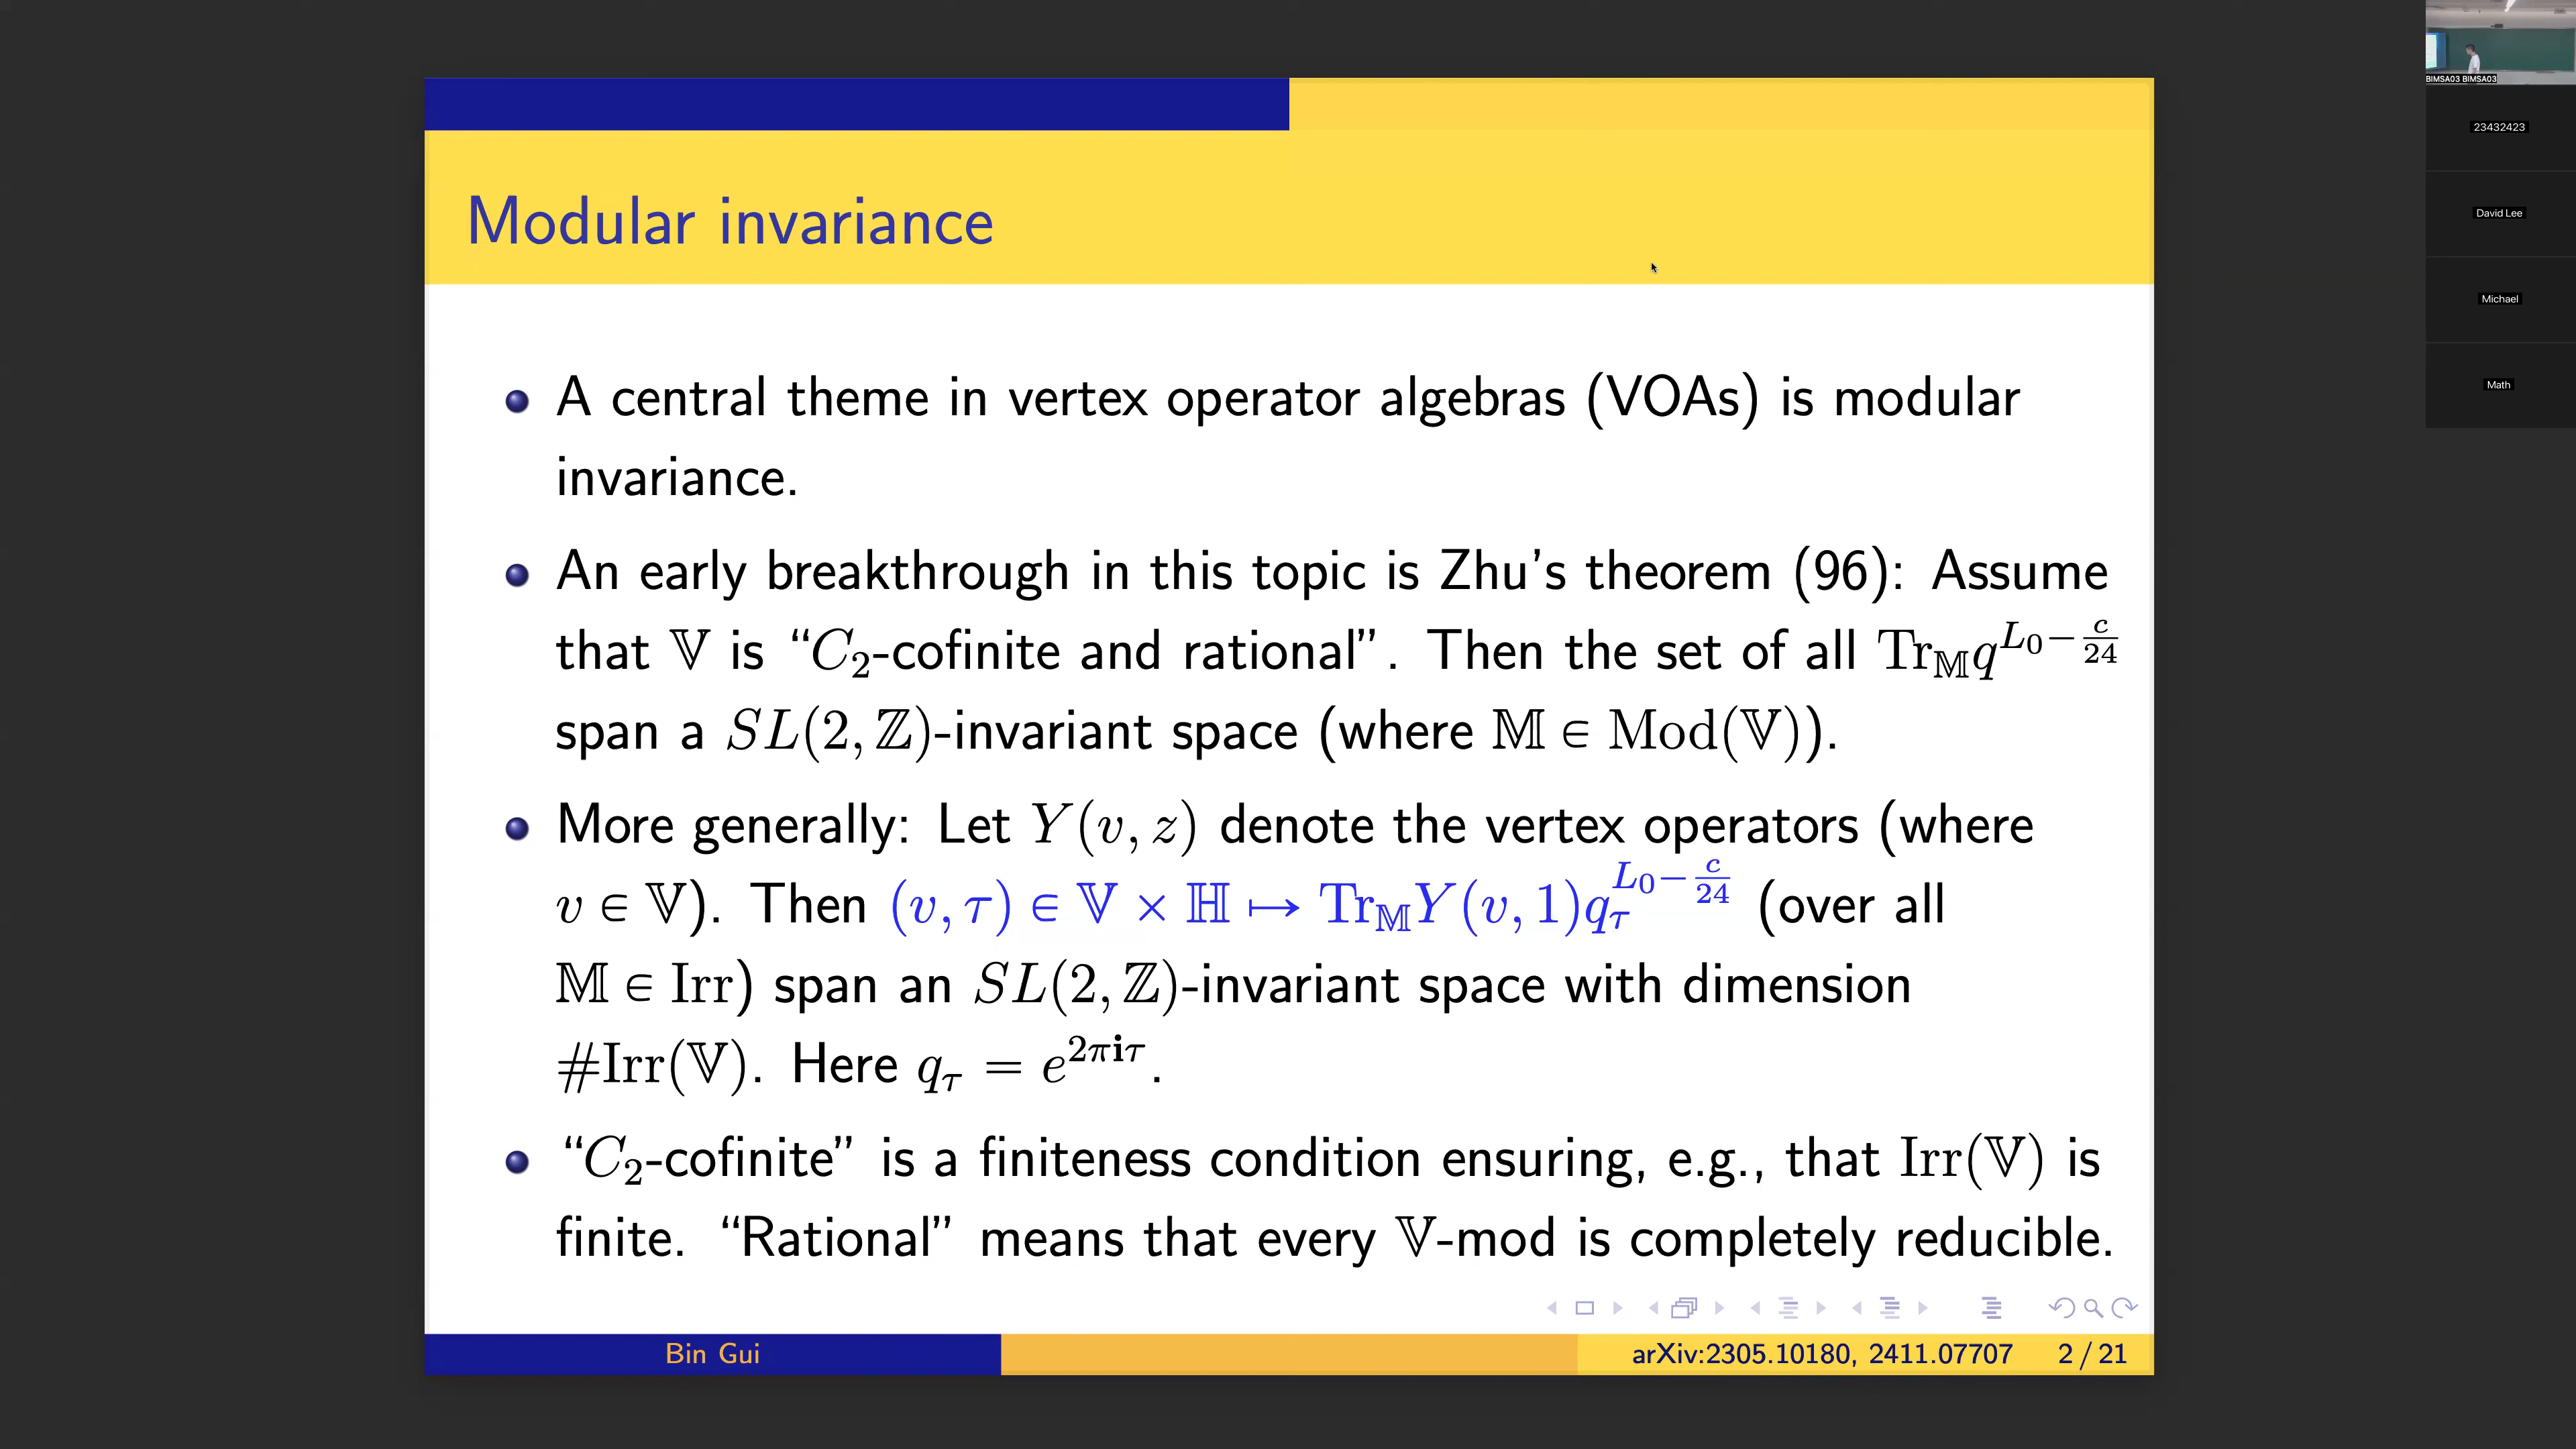 Modular invariance
A central theme in vertex operator algebras (VOAs) is modular
invariance.
An early breakthrough in this topic is Zhu's theorem (96): Assume
that 𝕍 is “C₂-cofinite and rational”. Then the set of all Tr_𝕄 q^{L₀−c/24}
span a SL(2, ℤ)-invariant space (where 𝕄 ∈ Mod(𝕍)).
More generally: Let Y(v, z) denote the vertex operators (where
v ∈ 𝕍). Then (v, τ) ∈ 𝕍 × ℍ ↦ Tr_𝕄 Y(v, 1)q_τ^{L₀−c/24} (over all
𝕄 ∈ Irr) span an SL(2, ℤ)-invariant space with dimension
#Irr(𝕍). Here q_τ = e^{2πiτ}.
“C₂-cofinite” is a finiteness condition ensuring, e.g., that Irr(𝕍) is
finite. “Rational” means that every 𝕍-mod is completely reducible.
Bin Gui
arXiv:2305.10180, 2411.07707 2 / 21
BIMSA03 BIMSA03
23432423
David Lee
Michael
Math